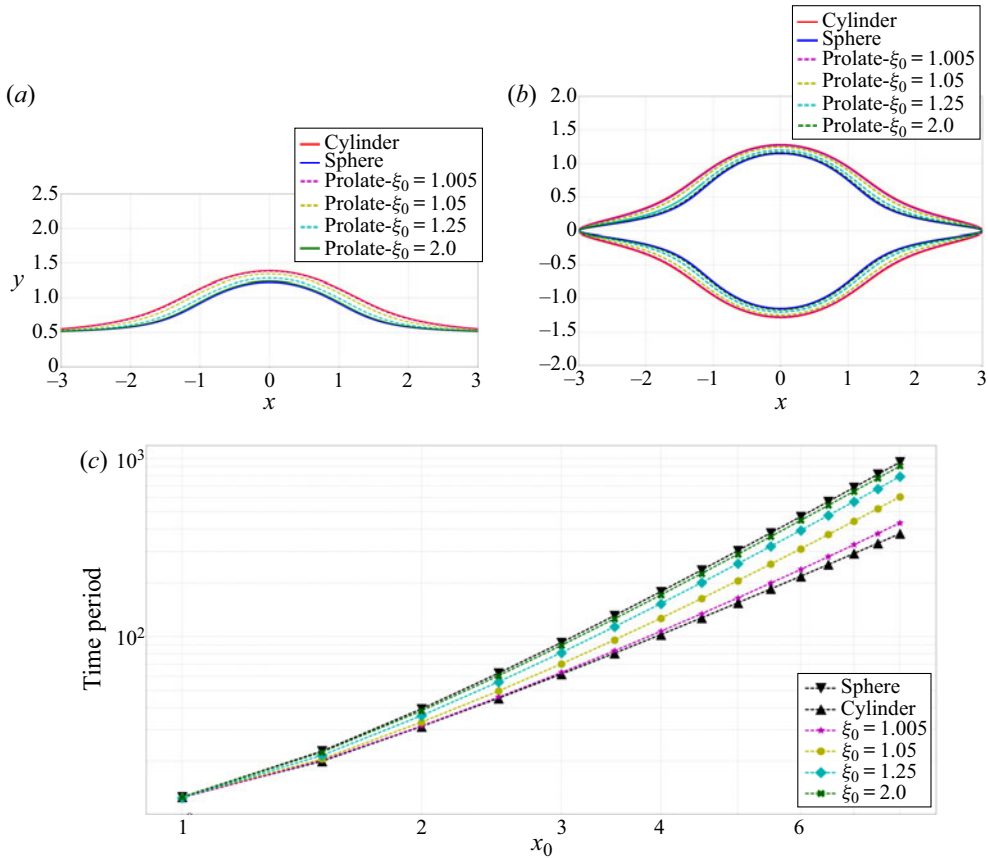 Cylinder
Sphere
Prolate-ξ0 = 1.005
Prolate-ξ0 = 1.05
Prolate-ξ0 = 1.25
Prolate-ξ0 = 2.0
(a)
(b)
2.0
1.5
1.0
0.5
0
–0.5
–1.0
–1.5
–2.0
–3 –2 –1 0 1 2 3
x
Cylinder
Sphere
Prolate-ξ0 = 1.005
Prolate-ξ0 = 1.05
Prolate-ξ0 = 1.25
Prolate-ξ0 = 2.0
2.5
2.0
1.5
y
1.0
0.5
0
–3 –2 –1 0 1 2 3
x
(c)
10³
10²
Time period
Sphere
Cylinder
ξ0 = 1.005
ξ0 = 1.05
ξ0 = 1.25
ξ0 = 2.0
1 2 3 4 6
x0